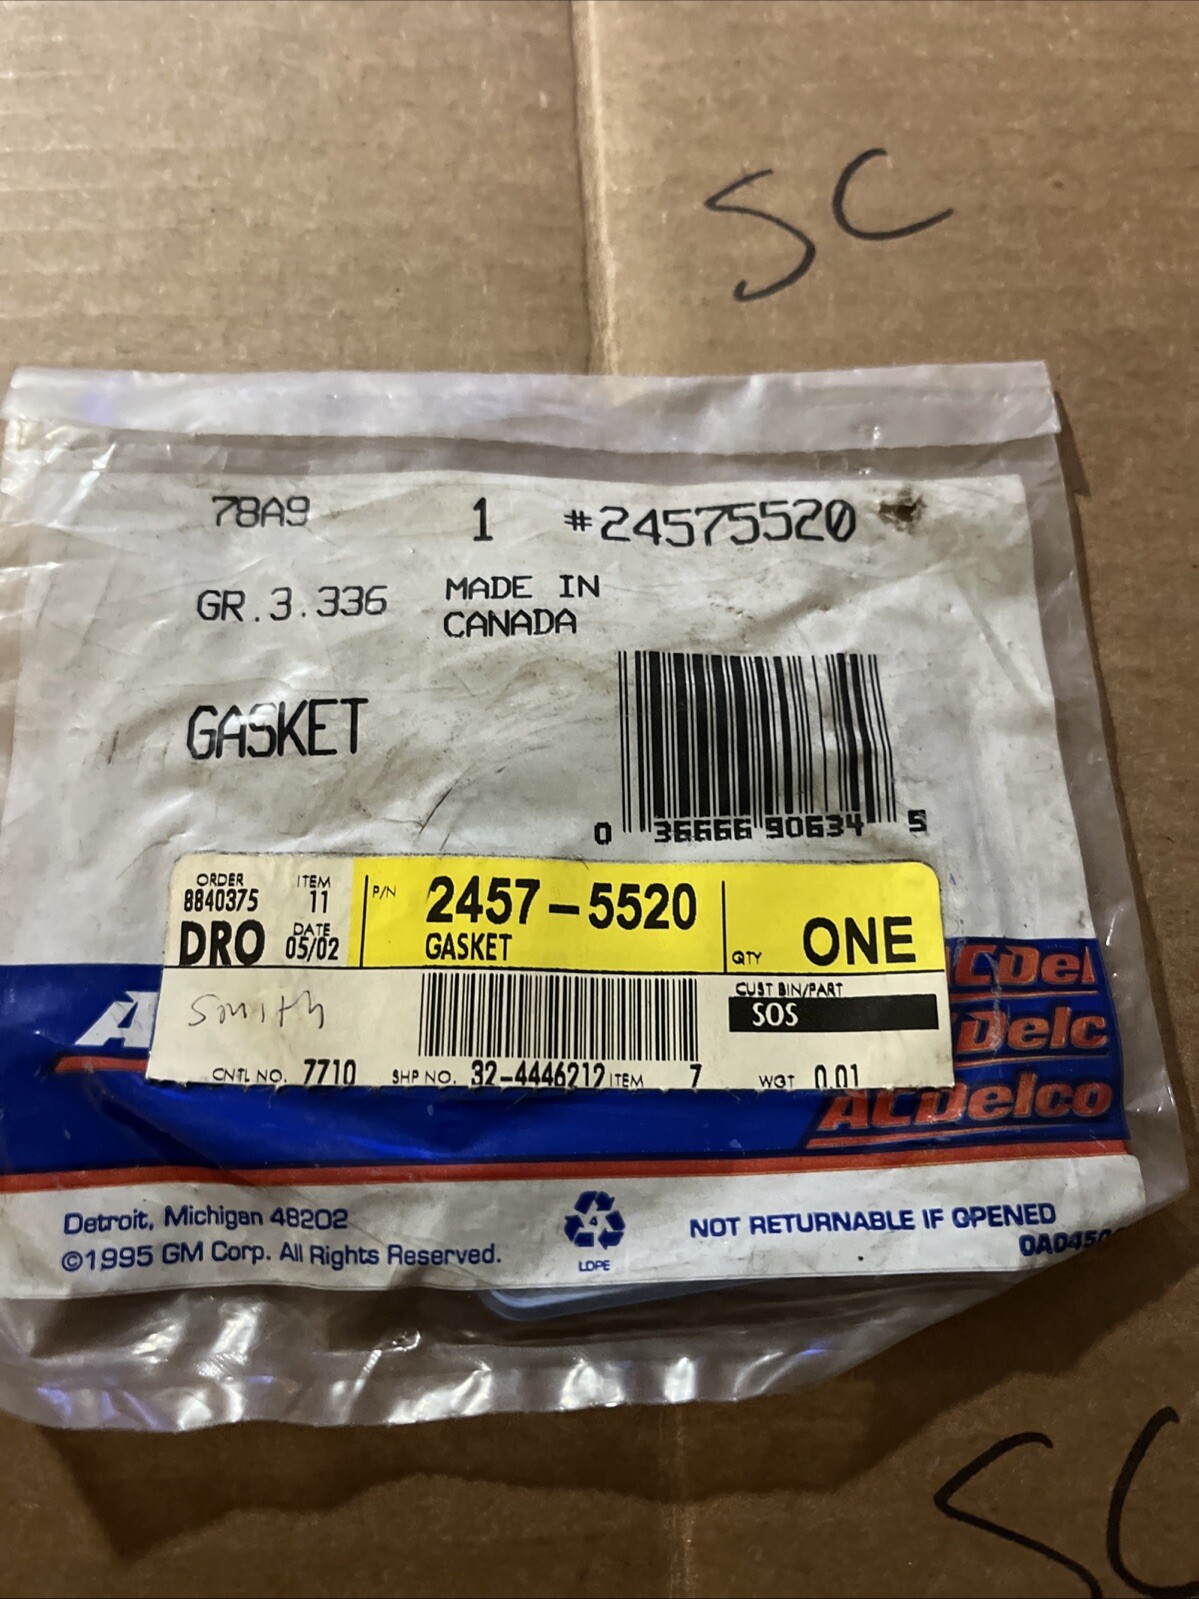 SC
78A9 1 #24575520
GR.3.336 MADE IN
CANADA
GASKET
0 36666 90634 5
ORDER ITEM P/N 2457-5520
8840375 11
DRO DATE GASKET QTY ONE
05/02
CUST BIN/PART
Smith SOS
CNTL NO. 7710 SHP NO. 32-4446212 ITEM 7 WGT 0.01
A CDel
Delc
ACDelco
Detroit, Michigan 48202
©1995 GM Corp. All Rights Reserved.
4
LDPE
NOT RETURNABLE IF OPENED
0A045
SC